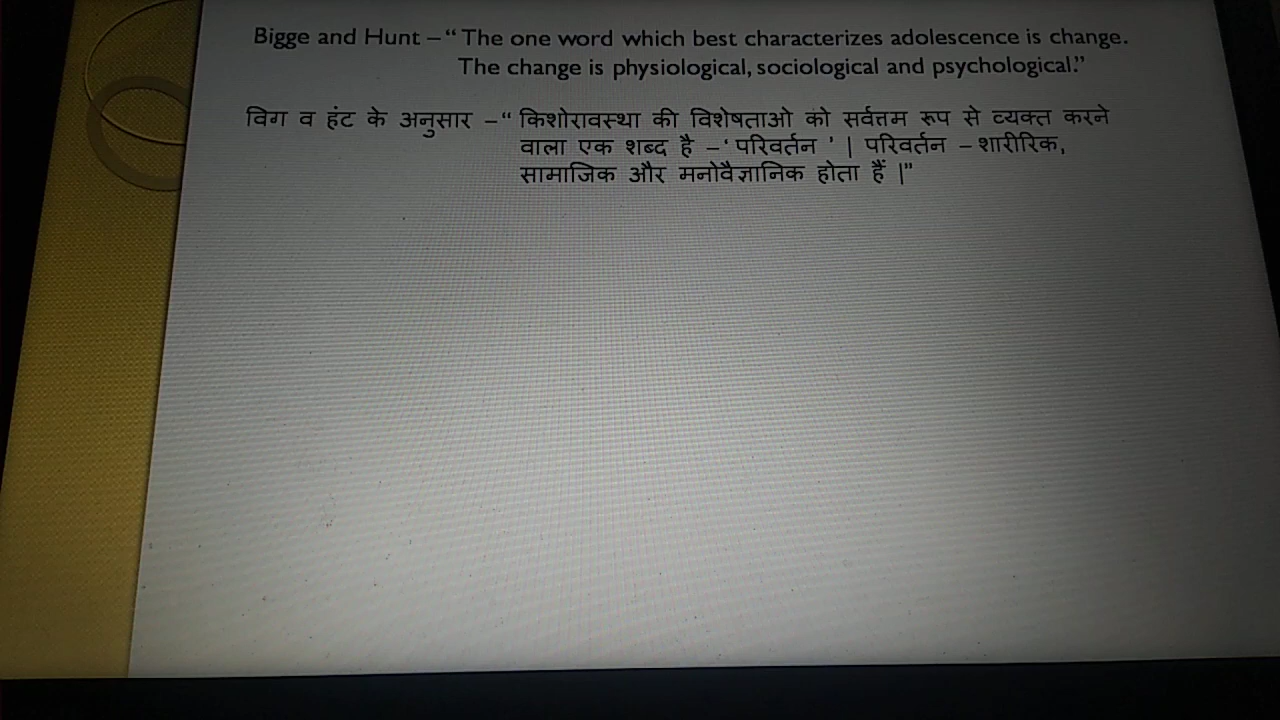 Bigge and Hunt – “ The one word which best characterizes adolescence is change.
The change is physiological, sociological and psychological.”
विग व हंट के अनुसार – “ किशोरावस्था की विशेषताओ को सर्वत्तम रूप से व्यक्त करने
वाला एक शब्द है – ‘ परिवर्तन ’ | परिवर्तन – शारीरिक,
सामाजिक और मनोवैज्ञानिक होता हैं |”